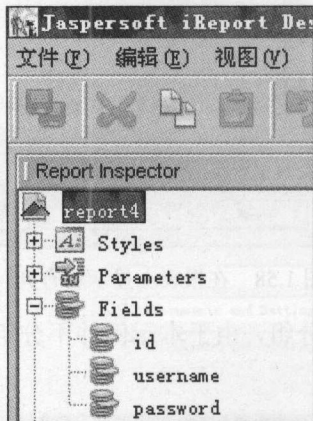 Jaspersoft iReport Des
文件(F) 编辑(E) 视图(V)
Report Inspector
report4
Styles
Parameters
Fields
id
username
password